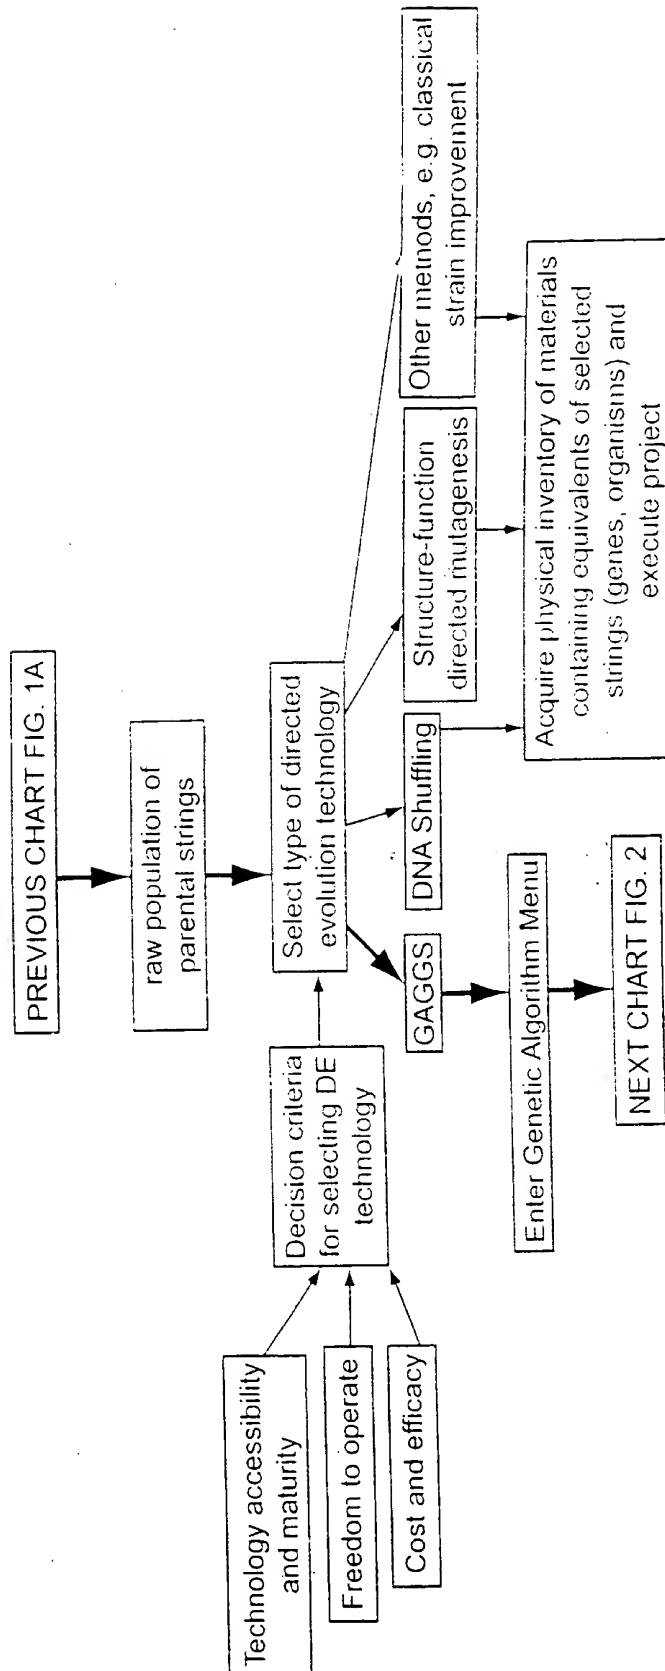 PREVIOUS CHART FIG. 1A
raw population of
parental strings
Technology accessibility
and maturity
Freedom to operate
Cost and efficacy
Decision criteria
for selecting DE
technology
Select type of directed
evolution technology
GAGGS
DNA Shuffling
Structure-function
directed mutagenesis
Other methods, e.g. classical
strain improvement
Enter Genetic Algorithm Menu
NEXT CHART FIG. 2
Acquire physical inventory of materials
containing equivalents of selected
strings (genes, organisms) and
execute project